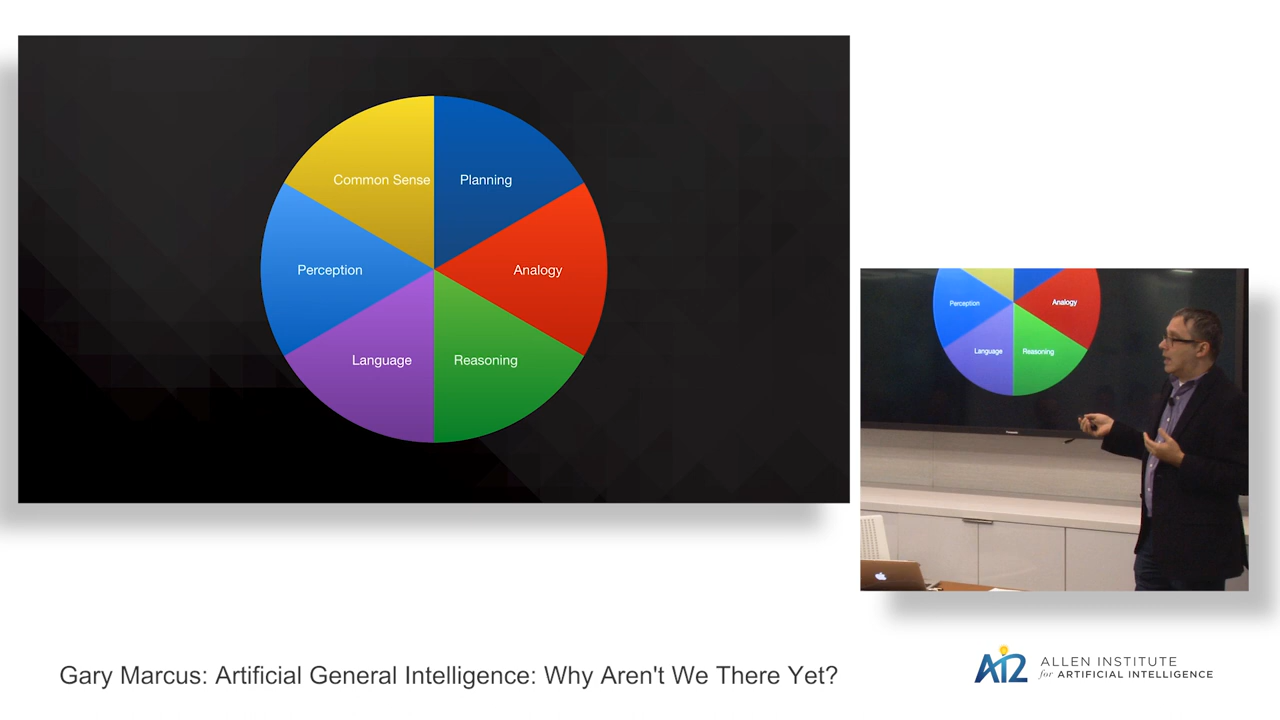 Common Sense
Planning
Perception
Analogy
Language
Reasoning
Perception
Analogy
Language
Reasoning
Gary Marcus: Artificial General Intelligence: Why Aren't We There Yet?
AI2
ALLEN INSTITUTE
for ARTIFICIAL INTELLIGENCE